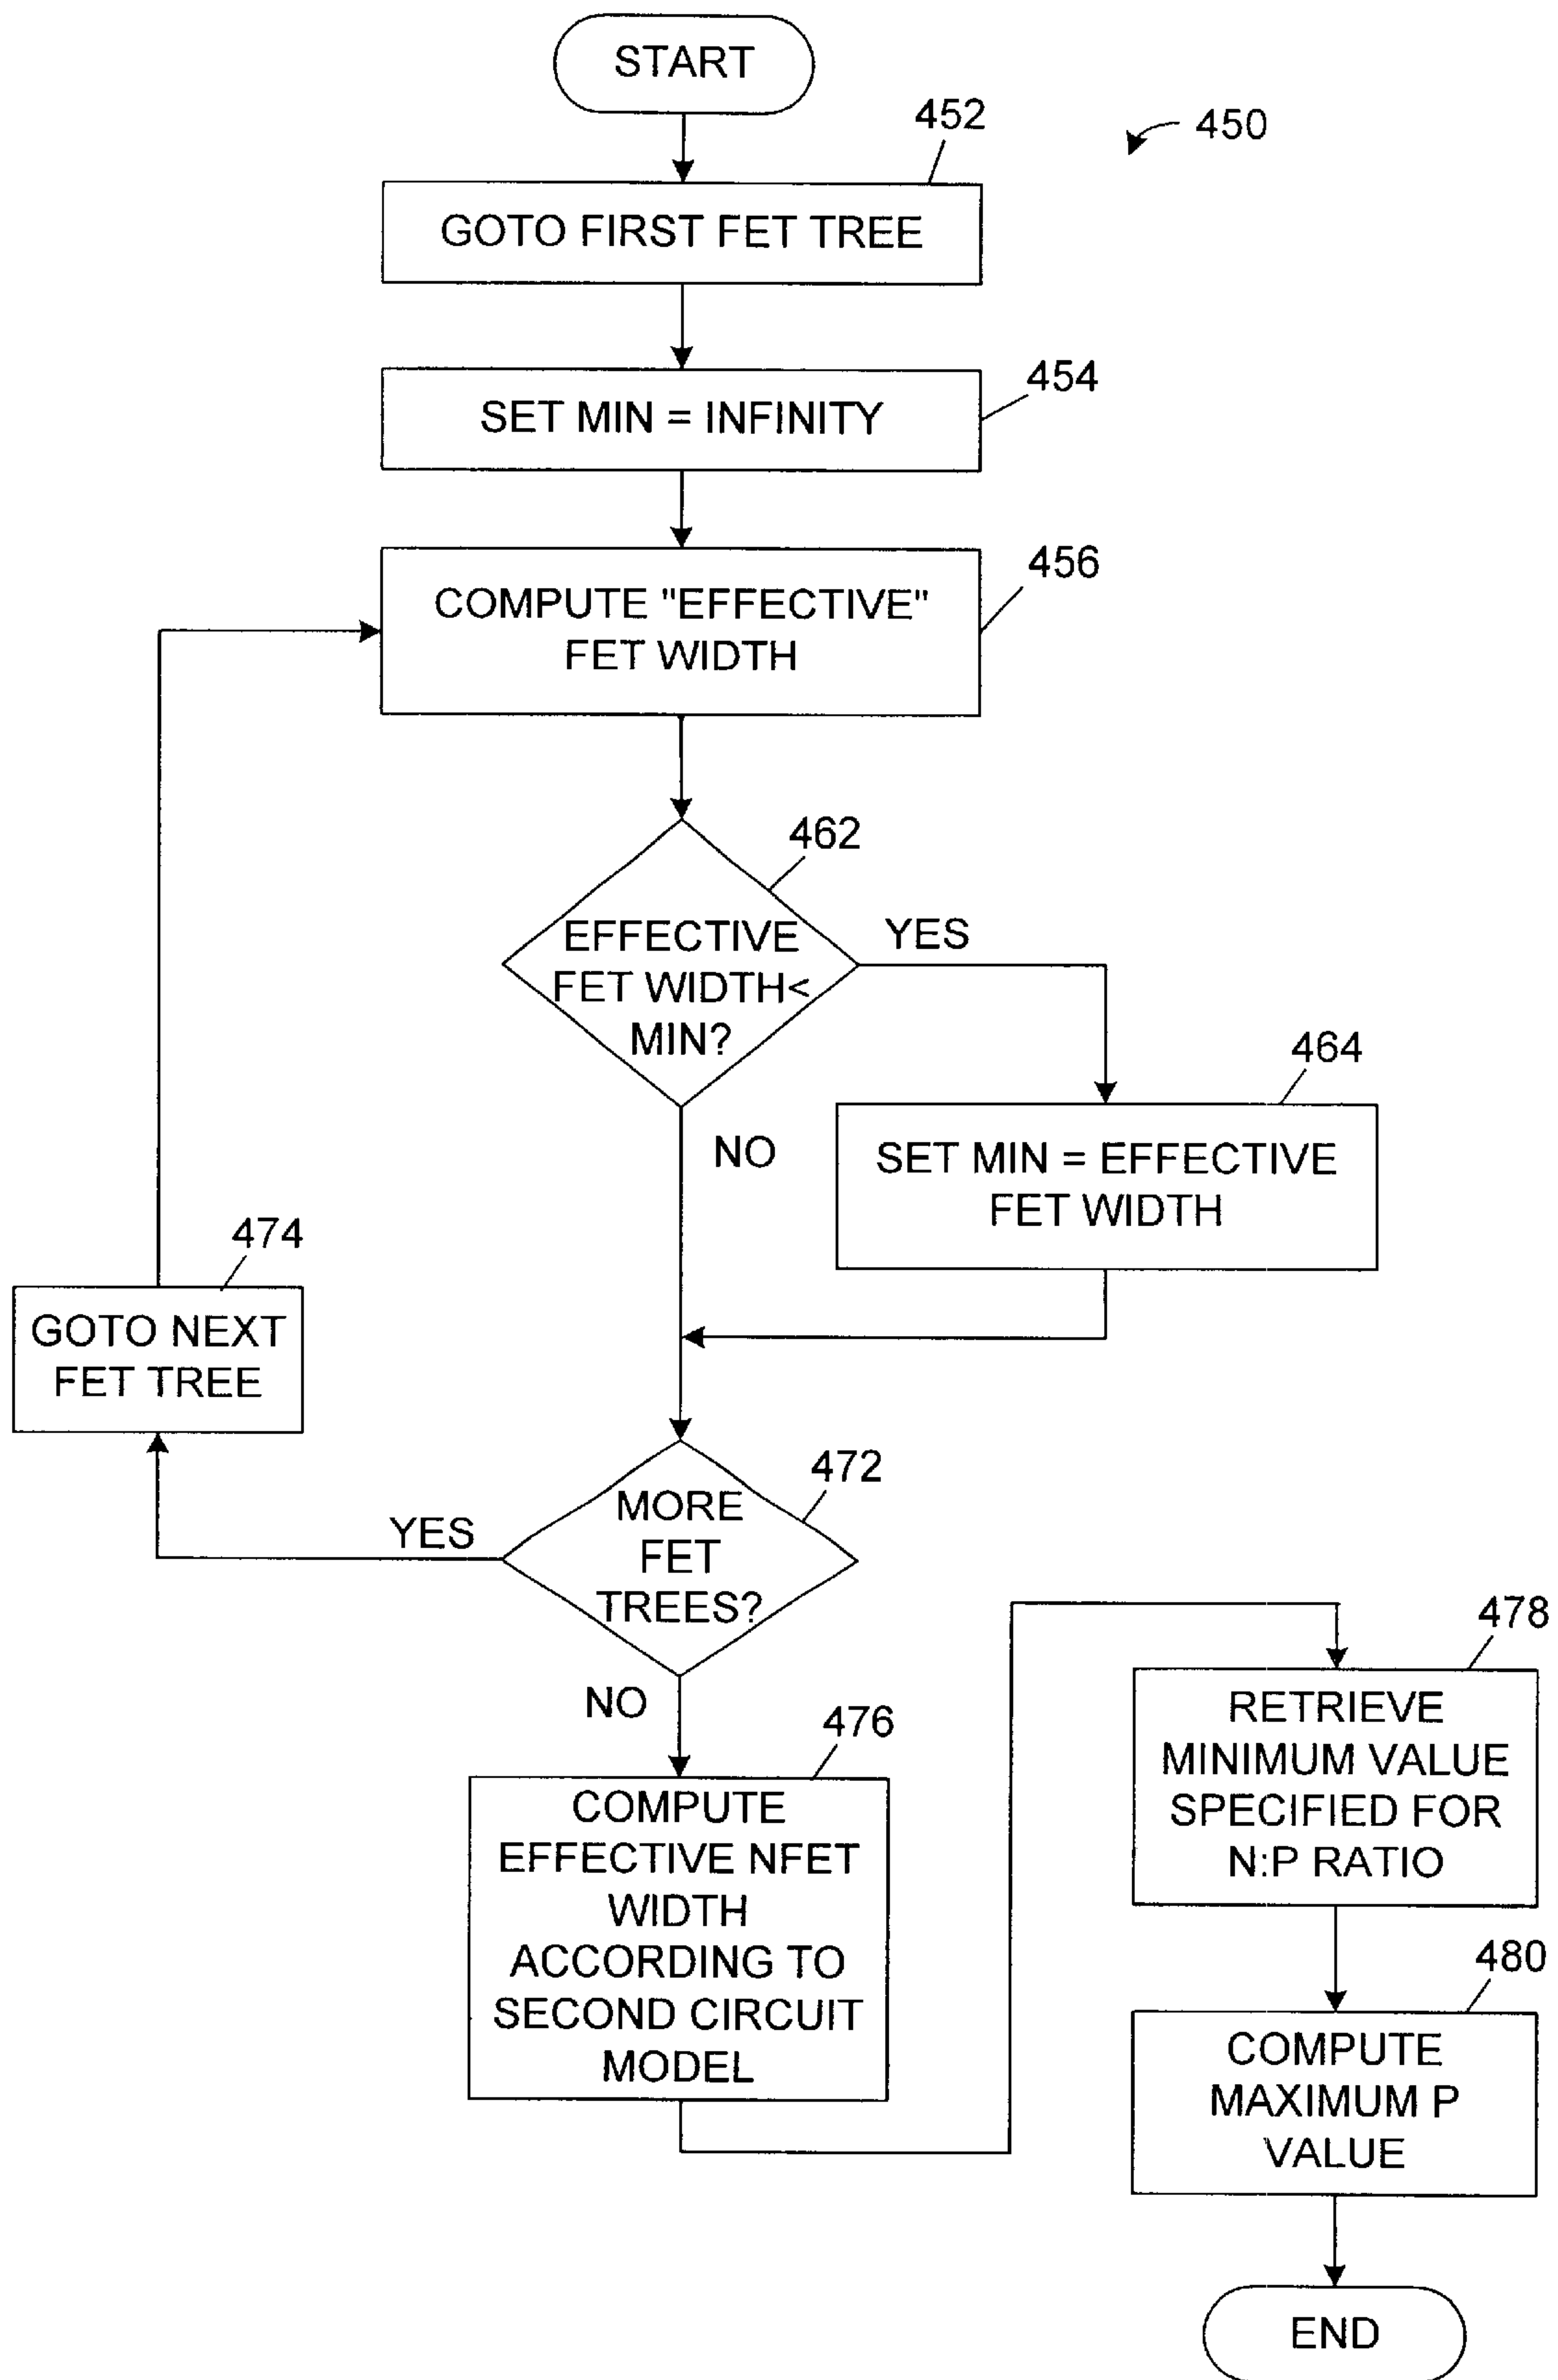 START
452
450
GOTO FIRST FET TREE
454
SET MIN = INFINITY
456
COMPUTE "EFFECTIVE"
FET WIDTH
462
EFFECTIVE
FET WIDTH<
MIN?
YES
NO
464
SET MIN = EFFECTIVE
FET WIDTH
474
GOTO NEXT
FET TREE
472
MORE
FET
TREES?
YES
NO
476
COMPUTE
EFFECTIVE NFET
WIDTH
ACCORDING TO
SECOND CIRCUIT
MODEL
478
RETRIEVE
MINIMUM VALUE
SPECIFIED FOR
N:P RATIO
480
COMPUTE
MAXIMUM P
VALUE
END